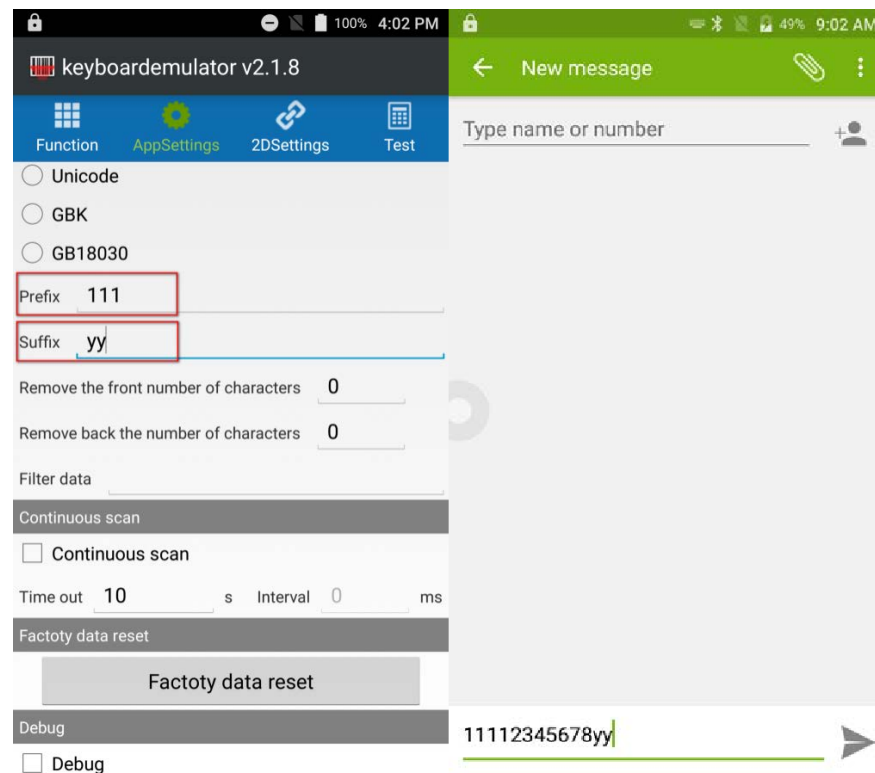 100% 4:02 PM
keyboardemulator v2.1.8
Function AppSettings 2DSettings Test
Unicode
GBK
GB18030
Prefix 111
Suffix yy
Remove the front number of characters 0
Remove back the number of characters 0
Filter data
Continuous scan
Continuous scan
Time out 10 s Interval 0 ms
Factoty data reset
Factoty data reset
Debug
Debug
49% 9:02 AM
New message
Type name or number
11112345678yy